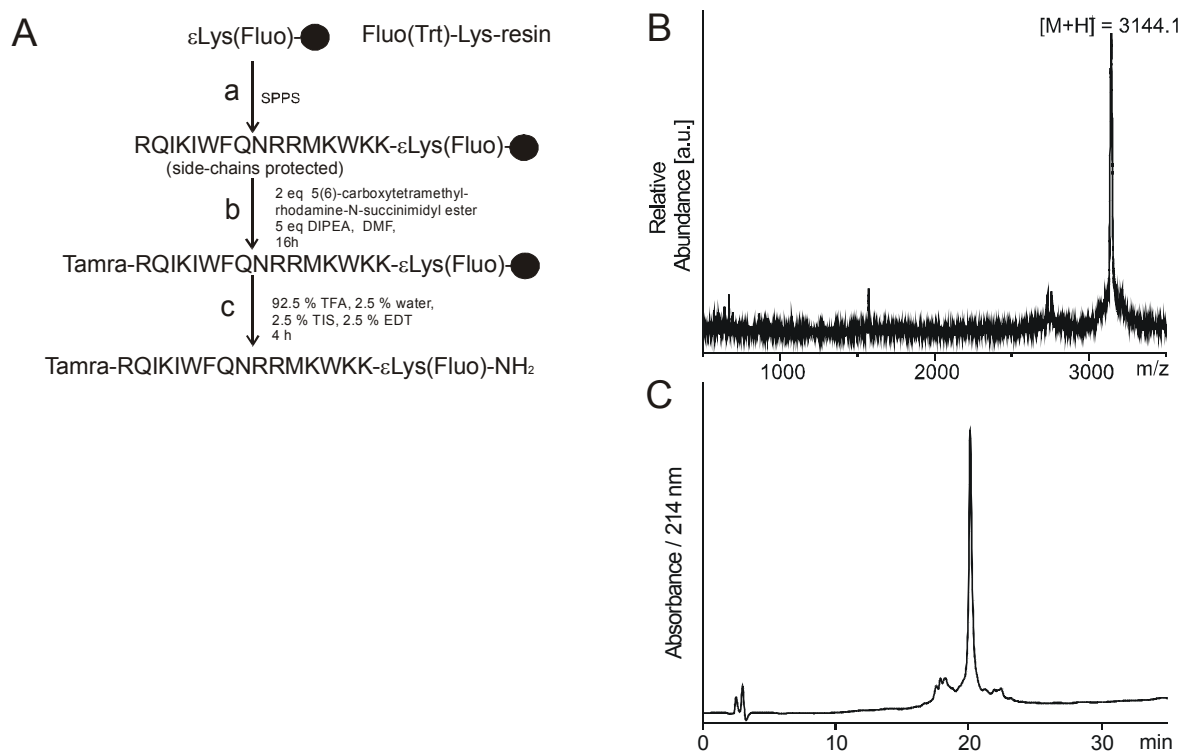 A
εLys(Fluo)-
Fluo(Trt)-Lys-resin
a
SPPS
RQIKIWFQNRRMKWKK-εLys(Fluo)-
(side-chains protected)
b
2 eq 5(6)-carboxytetramethyl-
rhodamine-N-succinimidyl ester
5 eq DIPEA, DMF,
16h
Tamra-RQIKIWFQNRRMKWKK-εLys(Fluo)-
c
92.5 % TFA, 2.5 % water,
2.5 % TIS, 2.5 % EDT
4 h
Tamra-RQIKIWFQNRRMKWKK-εLys(Fluo)-NH₂
B
[M+H]⁺ = 3144.1
Relative
Abundance [a.u.]
1000 2000 3000 m/z
C
Absorbance / 214 nm
0 10 20 30 min